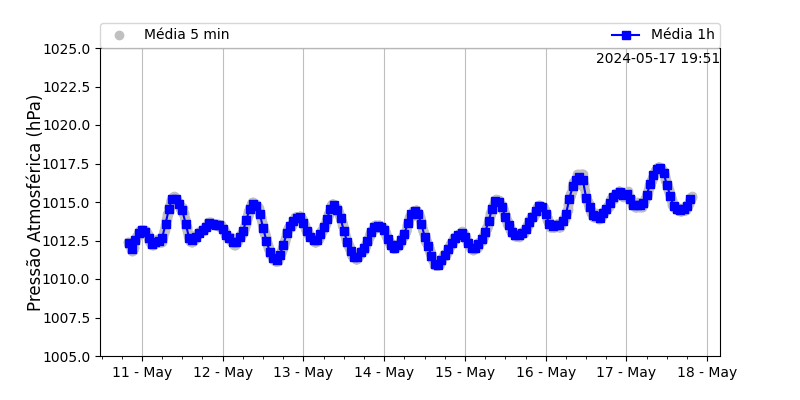 Média 5 min
Média 1h
2024-05-17 19:51
Pressão Atmosférica (hPa)
1025.0
1022.5
1020.0
1017.5
1015.0
1012.5
1010.0
1007.5
1005.0
11 - May
12 - May
13 - May
14 - May
15 - May
16 - May
17 - May
18 - May